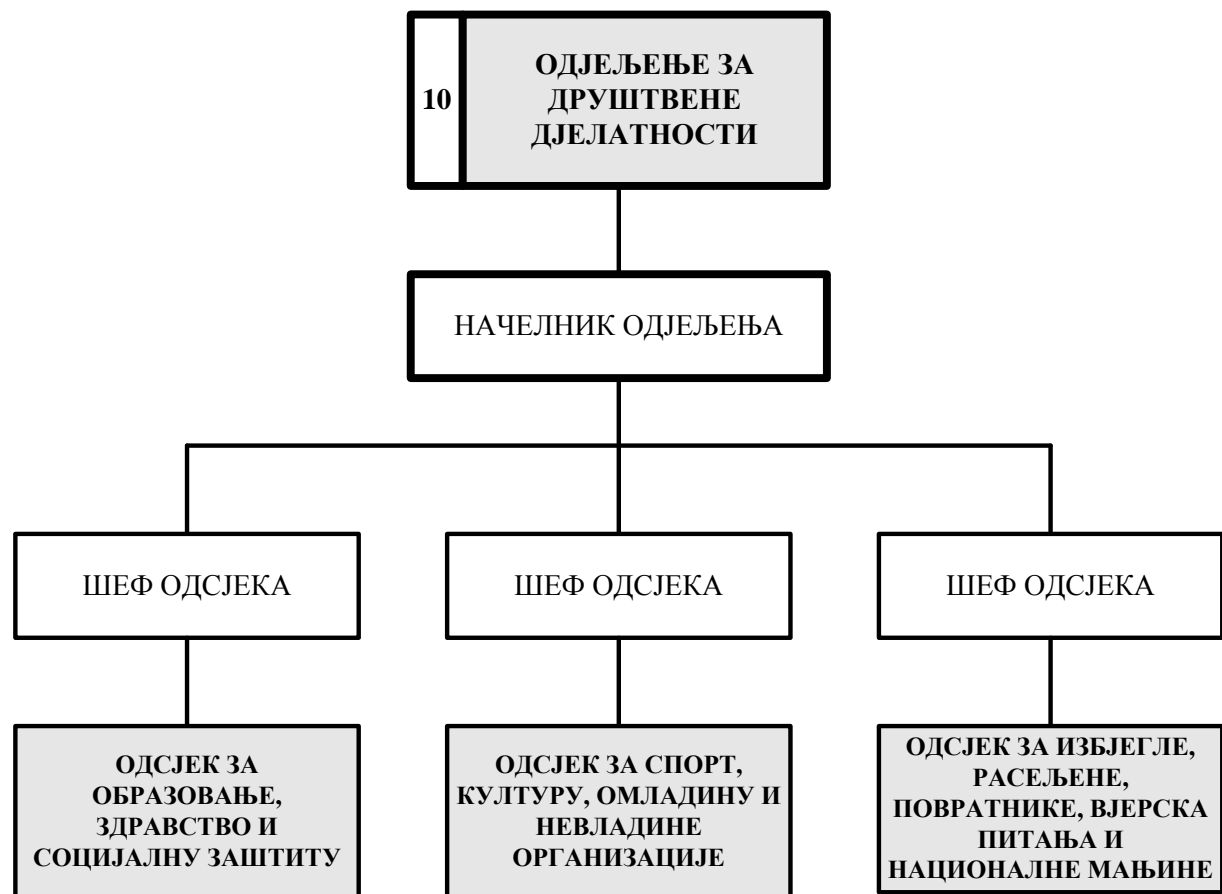 10
ОДЈЕЉЕЊЕ ЗА
ДРУШТВЕНЕ
ДЈЕЛАТНОСТИ
НАЧЕЛНИК ОДЈЕЉЕЊА
ШЕФ ОДСЈЕКА
ШЕФ ОДСЈЕКА
ШЕФ ОДСЈЕКА
ОДСЈЕК ЗА
ОБРАЗОВАЊЕ,
ЗДРАВСТВО И
СОЦИЈАЛНУ ЗАШТИТУ
ОДСЈЕК ЗА СПОРТ,
КУЛТУРУ, ОМЛАДИНУ И
НЕВЛАДИНЕ
ОРГАНИЗАЦИЈЕ
ОДСЈЕК ЗА ИЗБЈЕГЛЕ,
РАСЕЉЕНЕ,
ПОВРАТНИКЕ, ВЈЕРСКА
ПИТАЊА И
НАЦИОНАЛНЕ МАЊИНЕ